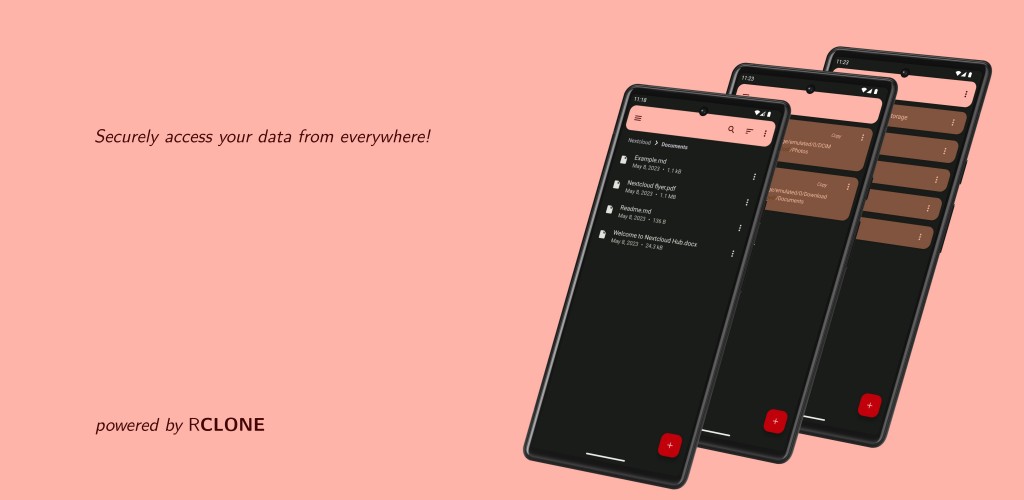 Securely access your data from everywhere!
powered by RCLONE
11:18
Nextcloud > Documents
Example.md
May 8, 2023 • 1.1 kB
Nextcloud flyer.pdf
May 8, 2023 • 1.1 MB
Readme.md
May 8, 2023 • 136 B
Welcome to Nextcloud Hub.docx
May 8, 2023 • 24.3 kB
11:23
Copy
/emulated/0/DCIM
/Photos
Copy
/emulated/0/Download
/Documents
11:23